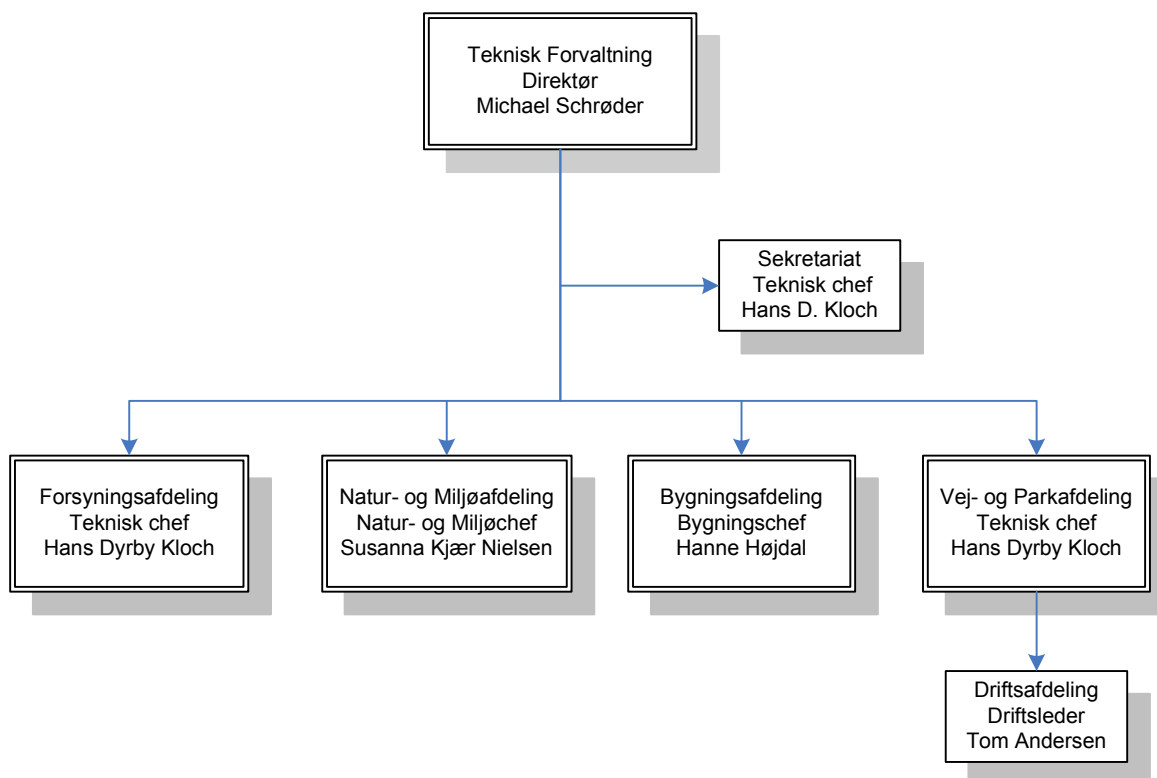 Teknisk Forvaltning
Direktør
Michael Schrøder
Sekretariat
Teknisk chef
Hans D. Kloch
Forsyningsafdeling
Teknisk chef
Hans Dyrby Kloch
Natur- og Miljøafdeling
Natur- og Miljøchef
Susanna Kjær Nielsen
Bygningsafdeling
Bygningschef
Hanne Højdal
Vej- og Parkafdeling
Teknisk chef
Hans Dyrby Kloch
Driftsafdeling
Driftsleder
Tom Andersen